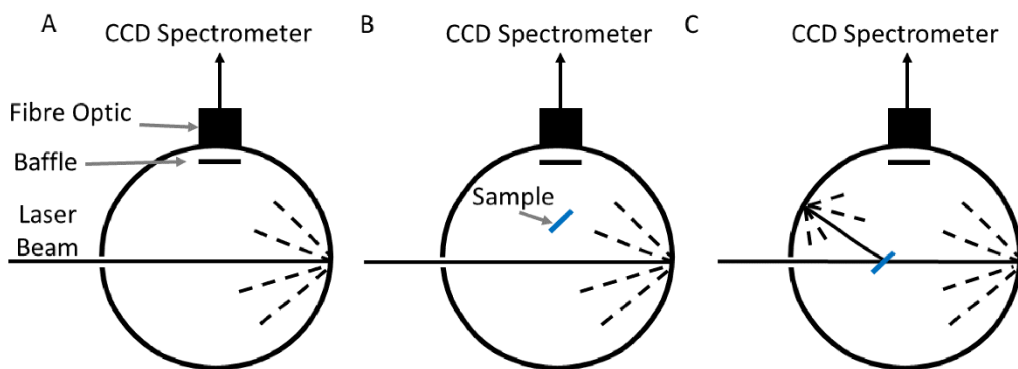 A
CCD Spectrometer
Fibre Optic
Baffle
Laser
Beam
B
CCD Spectrometer
Sample
C
CCD Spectrometer